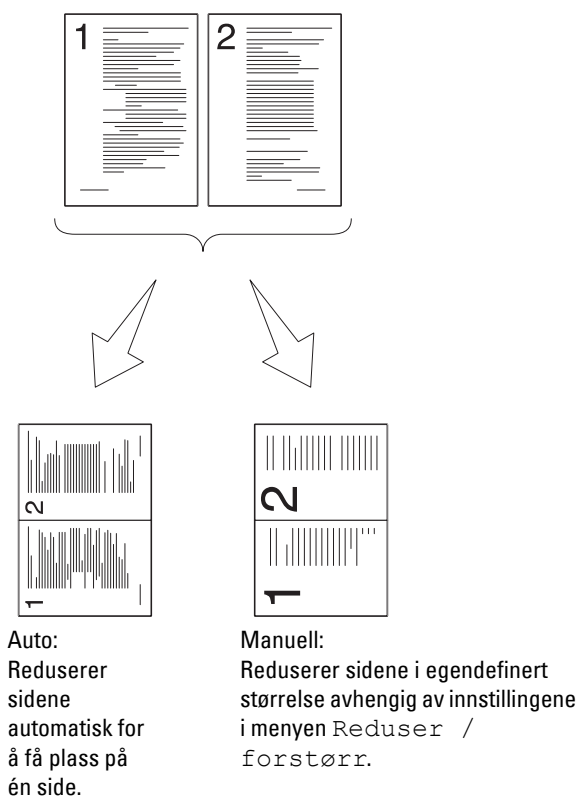 1 2
2 2
1 1
Auto:
Reduserer
sidene
automatisk for
å få plass på
én side.
Manuell:
Reduserer sidene i egendefinert
størrelse avhengig av innstillingene
i menyen Reduser /
forstørr.